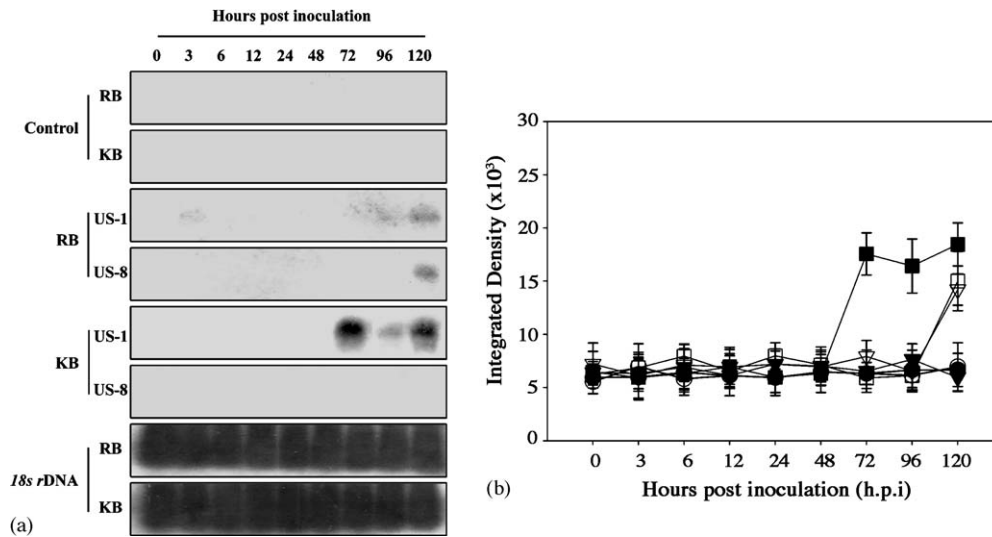 Hours post inoculation
0 3 6 12 24 48 72 96 120
RB
Control
KB
US-1
RB
US-8
US-1
KB
US-8
RB
18s rDNA
KB
(a)
30
25
20
15
10
5
0
Integrated Density (x10³)
0 3 6 12 24 48 72 96 120
Hours post inoculation (h.p.i)
(b)